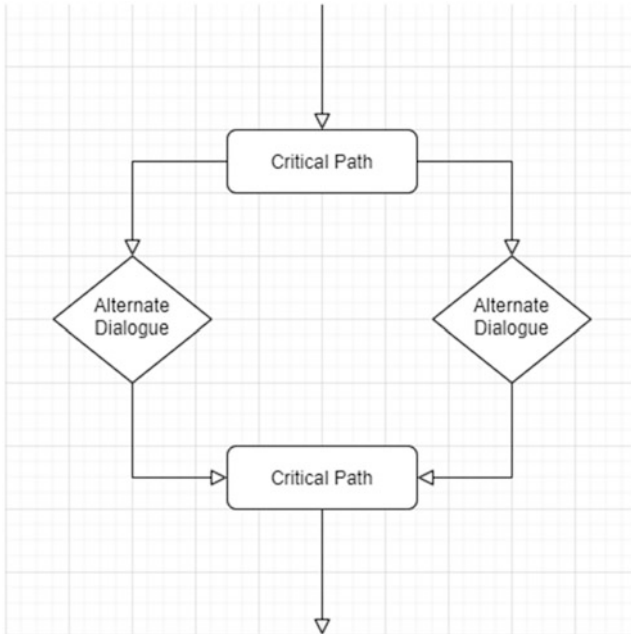 Critical Path
Alternate
Dialogue
Alternate
Dialogue
Critical Path